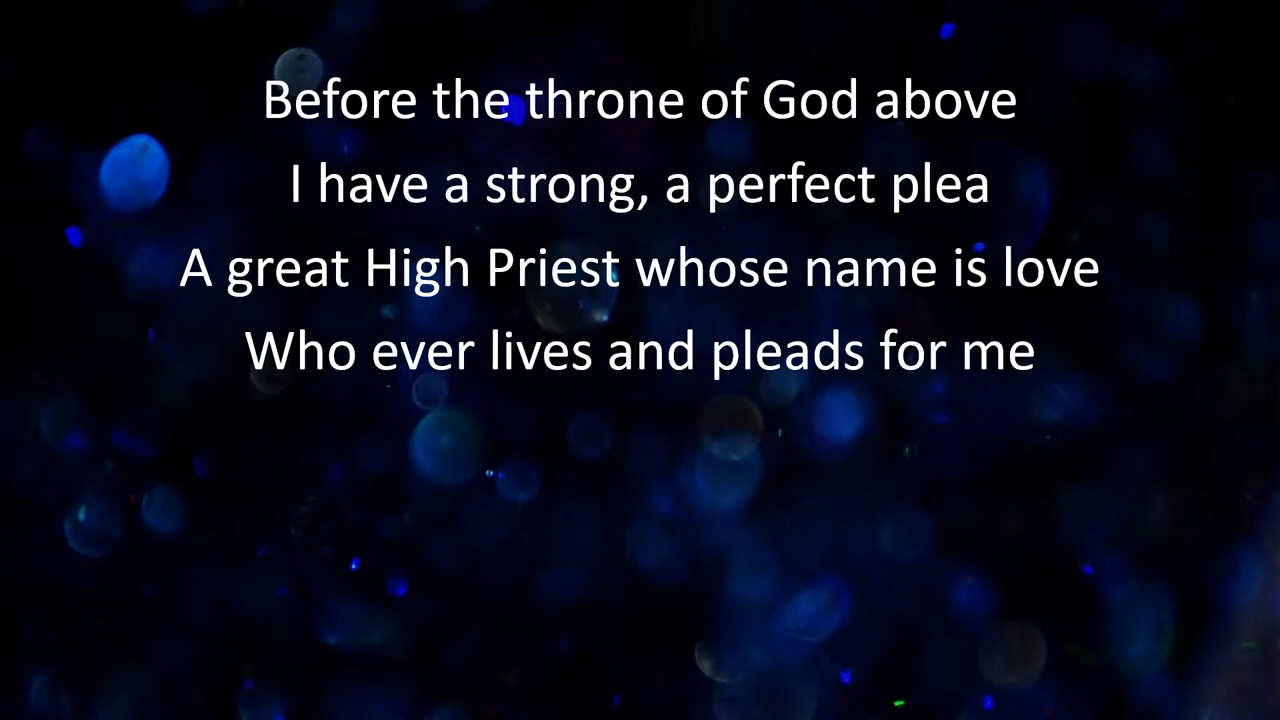 Before the throne of God above
I have a strong, a perfect plea
A great High Priest whose name is love
Who ever lives and pleads for me